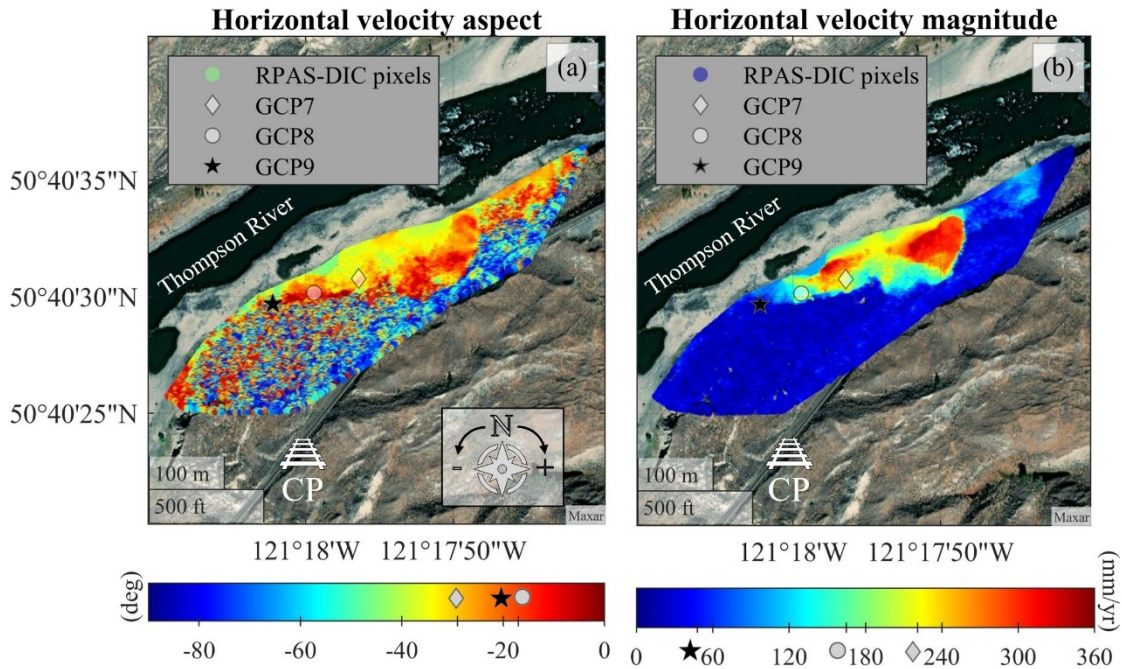 Horizontal velocity aspect
(a)
RPAS-DIC pixels
GCP7
GCP8
GCP9
50°40'35"N
50°40'30"N
50°40'25"N
Thompson River
N
- +
100 m
500 ft
CP
Maxar
121°18'W 121°17'50"W
(deg)
-80 -60 -40 -20 0
Horizontal velocity magnitude
(b)
RPAS-DIC pixels
GCP7
GCP8
GCP9
Thompson River
100 m
500 ft
CP
Maxar
121°18'W 121°17'50"W
(mm/yr)
0 60 120 180 240 300 360